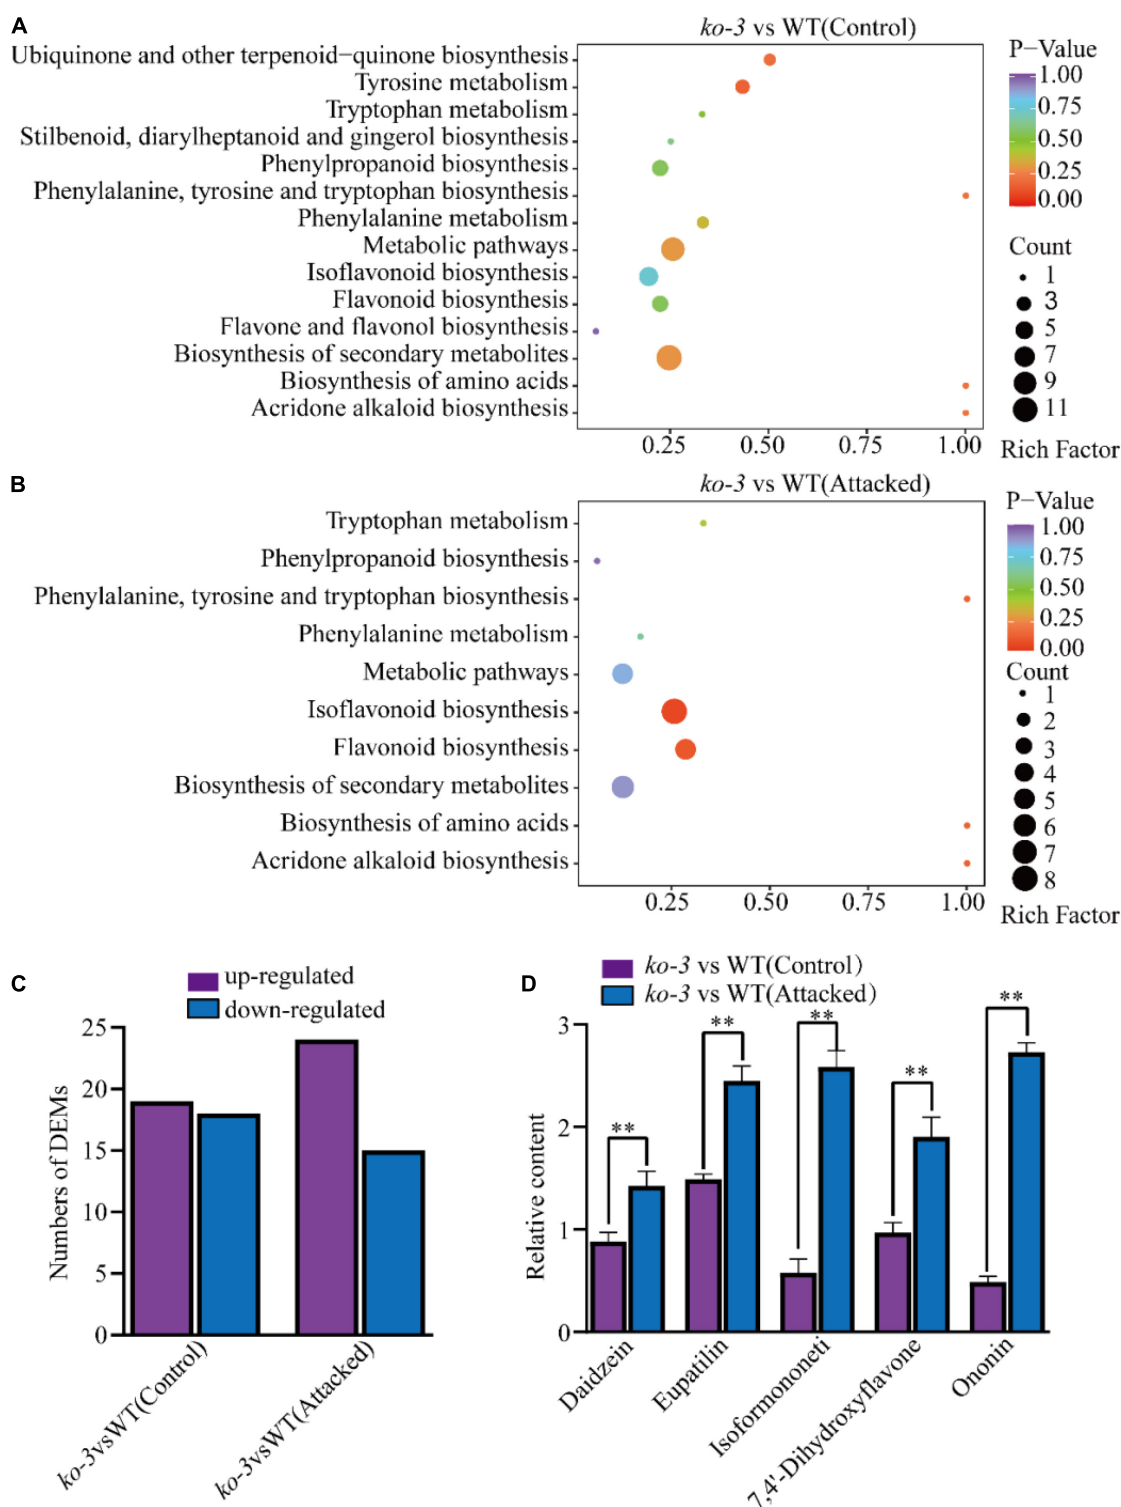 A
ko-3 vs WT(Control)
Ubiquinone and other terpenoid−quinone biosynthesis
Tyrosine metabolism
Tryptophan metabolism
Stilbenoid, diarylheptanoid and gingerol biosynthesis
Phenylpropanoid biosynthesis
Phenylalanine, tyrosine and tryptophan biosynthesis
Phenylalanine metabolism
Metabolic pathways
Isoflavonoid biosynthesis
Flavonoid biosynthesis
Flavone and flavonol biosynthesis
Biosynthesis of secondary metabolites
Biosynthesis of amino acids
Acridone alkaloid biosynthesis
0.25 0.50 0.75 1.00
Rich Factor
P−Value
1.00
0.75
0.50
0.25
0.00
Count
1
3
5
7
9
11
B
ko-3 vs WT(Attacked)
Tryptophan metabolism
Phenylpropanoid biosynthesis
Phenylalanine, tyrosine and tryptophan biosynthesis
Phenylalanine metabolism
Metabolic pathways
Isoflavonoid biosynthesis
Flavonoid biosynthesis
Biosynthesis of secondary metabolites
Biosynthesis of amino acids
Acridone alkaloid biosynthesis
0.25 0.50 0.75 1.00
Rich Factor
P−Value
1.00
0.75
0.50
0.25
0.00
Count
1
2
3
4
5
6
7
8
C
up-regulated
down-regulated
Numbers of DEMs
25
20
15
10
5
0
ko-3vsWT(Control)
ko-3vsWT(Attacked)
D
ko-3 vs WT(Control)
ko-3 vs WT(Attacked)
Relative content
3
2
1
0
**
**
**
**
**
Daidzein
Eupatilin
Isoformononeti
7,4'-Dihydroxyflavone
Ononin